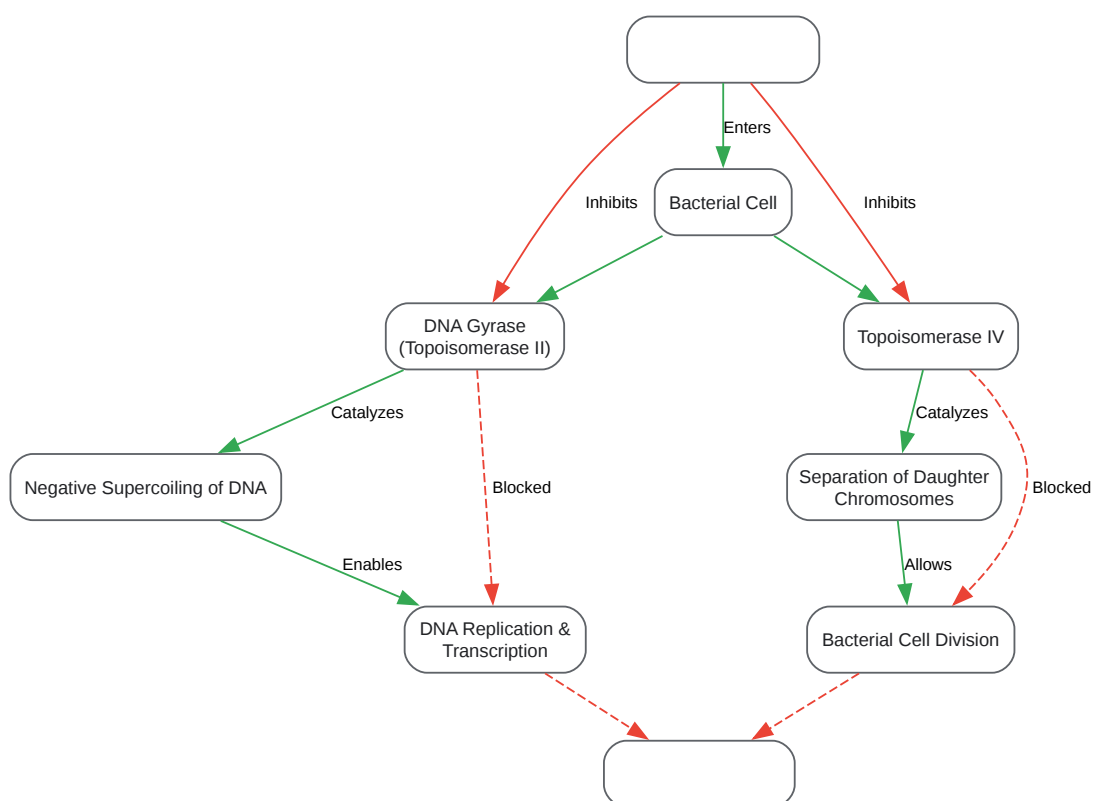 Enters
Inhibits
Bacterial Cell
Inhibits
DNA Gyrase
(Topoisomerase II)
Topoisomerase IV
Catalyzes
Catalyzes
Negative Supercoiling of DNA
Blocked
Separation of Daughter
Chromosomes
Blocked
Enables
Allows
DNA Replication &
Transcription
Bacterial Cell Division